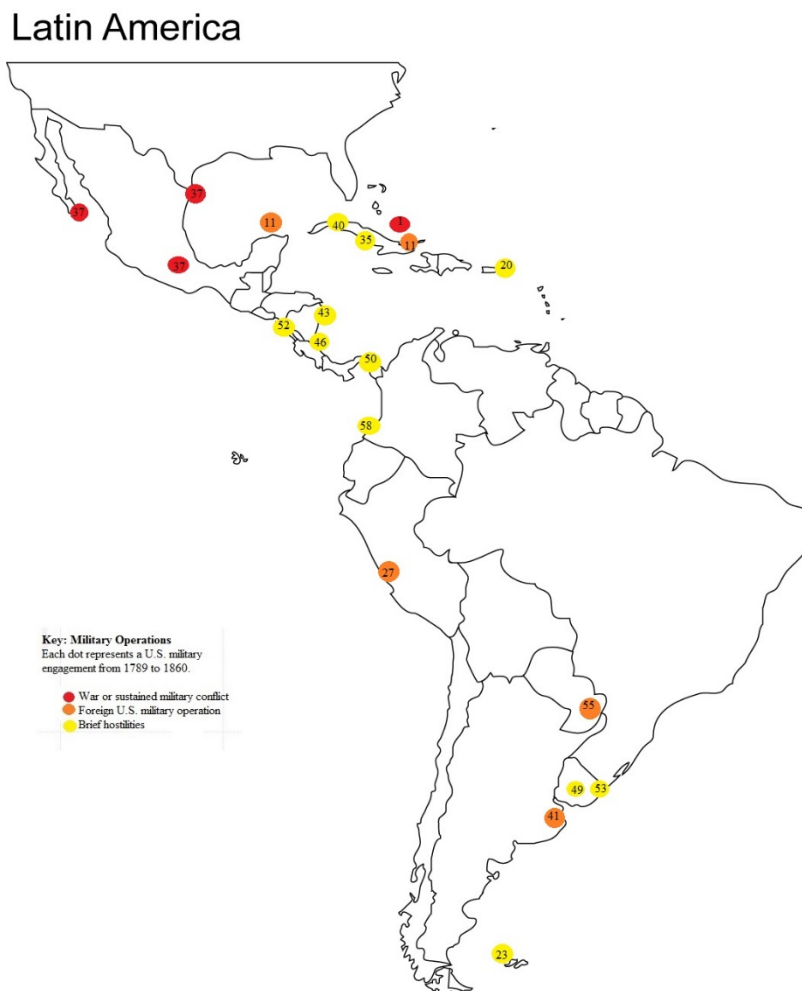 Latin America
37
37
11
40
1
35
11
37
20
43
52
46
50
58
27
Key: Military Operations
Each dot represents a U.S. military
engagement from 1789 to 1860.
War or sustained military conflict
Foreign U.S. military operation
Brief hostilities
55
49
53
41
23